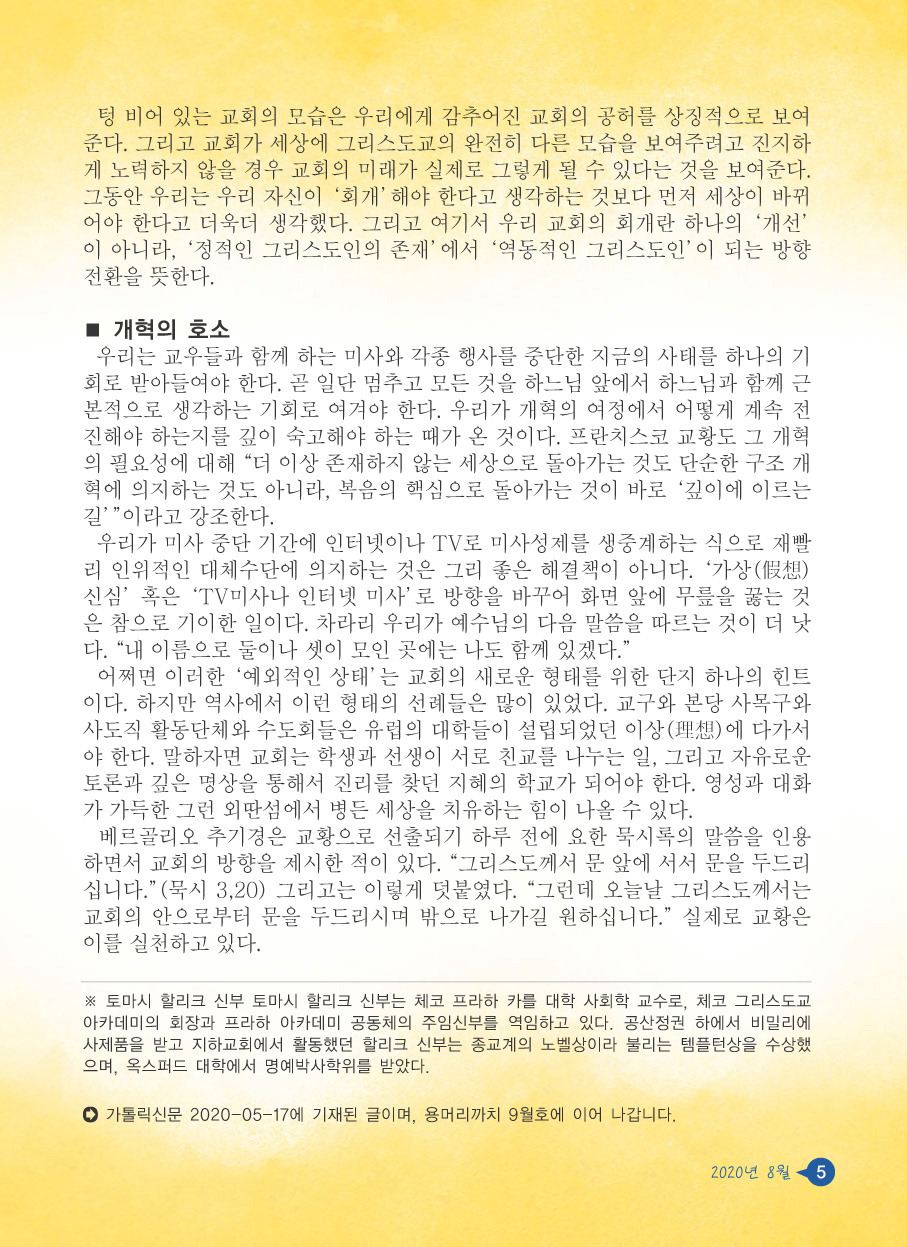 텅 비어 있는 교회의 모습은 우리에게 감추어진 교회의 공허를 상징적으로 보여
준다. 그리고 교회가 세상에 그리스도교의 완전히 다른 모습을 보여주려고 진지하
게 노력하지 않을 경우 교회의 미래가 실제로 그렇게 될 수 있다는 것을 보여준다.
그동안 우리는 우리 자신이 ‘회개’해야 한다고 생각하는 것보다 먼저 세상이 바뀌
어야 한다고 더욱더 생각했다. 그리고 여기서 우리 교회의 회개란 하나의 ‘개선’
이 아니라, ‘정적인 그리스도인의 존재’에서 ‘역동적인 그리스도인’이 되는 방향
전환을 뜻한다.
■ 개혁의 호소
우리는 교우들과 함께 하는 미사와 각종 행사를 중단한 지금의 사태를 하나의 기
회로 받아들여야 한다. 곧 일단 멈추고 모든 것을 하느님 앞에서 하느님과 함께 근
본적으로 생각하는 기회로 여겨야 한다. 우리가 개혁의 여정에서 어떻게 계속 전
진해야 하는지를 깊이 숙고해야 하는 때가 온 것이다. 프란치스코 교황도 그 개혁
의 필요성에 대해 “더 이상 존재하지 않는 세상으로 돌아가는 것도 단순한 구조 개
혁에 의지하는 것도 아니라, 복음의 핵심으로 돌아가는 것이 바로 ‘깊이에 이르는
길’”이라고 강조한다.
우리가 미사 중단 기간에 인터넷이나 TV로 미사성제를 생중계하는 식으로 재빨
리 인위적인 대체수단에 의지하는 것은 그리 좋은 해결책이 아니다. ‘가상(假想)
신심’ 혹은 ‘TV미사나 인터넷 미사’로 방향을 바꾸어 화면 앞에 무릎을 꿇는 것
은 참으로 기이한 일이다. 차라리 우리가 예수님의 다음 말씀을 따르는 것이 더 낫
다. “내 이름으로 둘이나 셋이 모인 곳에는 나도 함께 있겠다.”
어쩌면 이러한 ‘예외적인 상태’는 교회의 새로운 형태를 위한 단지 하나의 힌트
이다. 하지만 역사에서 이런 형태의 선례들은 많이 있었다. 교구와 본당 사목구와
사도직 활동단체와 수도회들은 유럽의 대학들이 설립되었던 이상(理想)에 다가서
야 한다. 말하자면 교회는 학생과 선생이 서로 친교를 나누는 일, 그리고 자유로운
토론과 깊은 명상을 통해서 진리를 찾던 지혜의 학교가 되어야 한다. 영성과 대화
가 가득한 그런 외딴섬에서 병든 세상을 치유하는 힘이 나올 수 있다.
베르골리오 추기경은 교황으로 선출되기 하루 전에 요한 묵시록의 말씀을 인용
하면서 교회의 방향을 제시한 적이 있다. “그리스도께서 문 앞에 서서 문을 두드리
십니다.”(묵시 3,20) 그리고는 이렇게 덧붙였다. “그런데 오늘날 그리스도께서는
교회의 안으로부터 문을 두드리시며 밖으로 나가길 원하십니다.” 실제로 교황은
이를 실천하고 있다.
※ 토마시 할리크 신부 토마시 할리크 신부는 체코 프라하 카를 대학 사회학 교수로, 체코 그리스도교
아카데미의 회장과 프라하 아카데미 공동체의 주임신부를 역임하고 있다. 공산정권 하에서 비밀리에
사제품을 받고 지하교회에서 활동했던 할리크 신부는 종교계의 노벨상이라 불리는 템플턴상을 수상했
으며, 옥스퍼드 대학에서 명예박사학위를 받았다.
➲ 가톨릭신문 2020-05-17에 기재된 글이며, 용머리까치 9월호에 이어 나갑니다.
2020년 8월 5